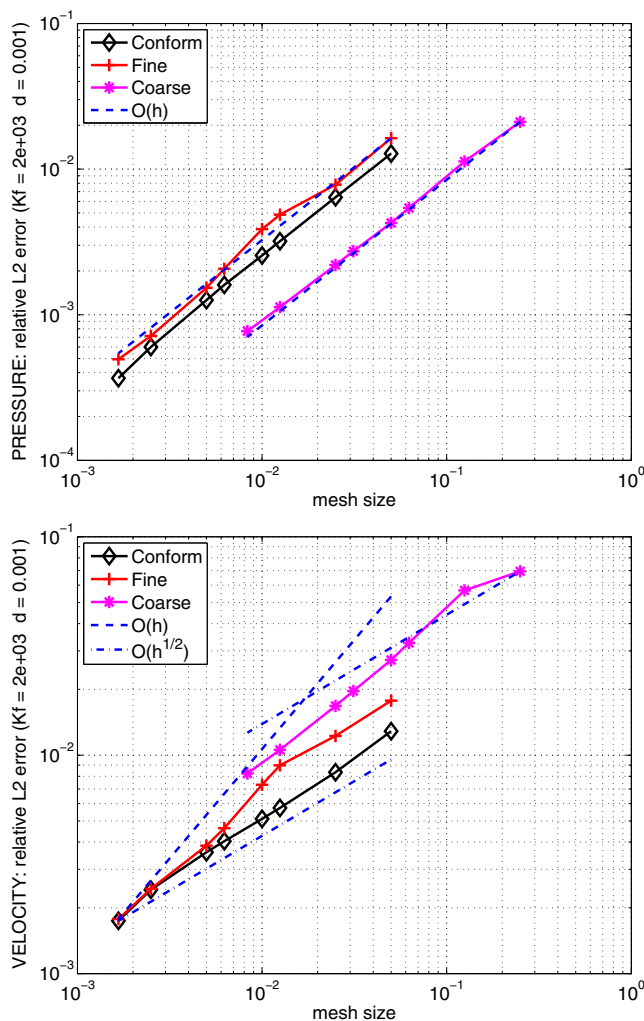 PRESSURE: relative L2 error (Kf = 2e+03 d = 0.001)
10^-1
10^-2
10^-3
10^-4
Conform
Fine
Coarse
O(h)
10^-3
10^-2
10^-1
10^0
mesh size
VELOCITY: relative L2 error (Kf = 2e+03 d = 0.001)
10^-1
10^-2
10^-3
Conform
Fine
Coarse
O(h)
O(h^1/2)
10^-3
10^-2
10^-1
10^0
mesh size